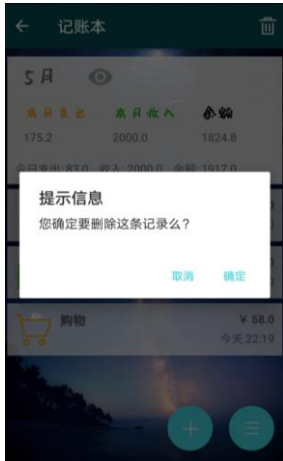 记账本
5月
本月支出 本月收入 余额
175.2 2000.0 1824.8
今日支出: 83.0 收入: 2000.0 余额: 1917.0
提示信息
您确定要删除这条记录么?
取消 确定
购物 ¥ 58.0
今天 22:19